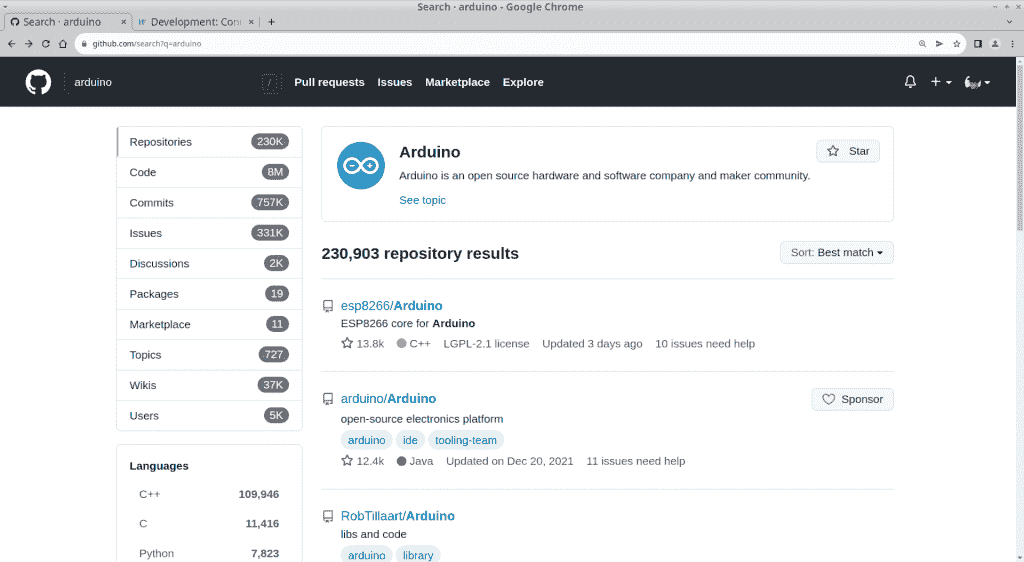 Search · arduino - Google Chrome
Search · arduino
Development: Con
github.com/search?q=arduino
arduino
/
Pull requests
Issues
Marketplace
Explore
Repositories 230K
Code 8M
Commits 757K
Issues 331K
Discussions 2K
Packages 19
Marketplace 11
Topics 727
Wikis 37K
Users 5K
Languages
C++ 109,946
C 11,416
Python 7,823
Arduino
Star
Arduino is an open source hardware and software company and maker community.
See topic
230,903 repository results
Sort: Best match
esp8266/Arduino
ESP8266 core for Arduino
13.8k C++ LGPL-2.1 license Updated 3 days ago 10 issues need help
arduino/Arduino
Sponsor
open-source electronics platform
arduino ide tooling-team
12.4k Java Updated on Dec 20, 2021 11 issues need help
RobTillaart/Arduino
libs and code
arduino library